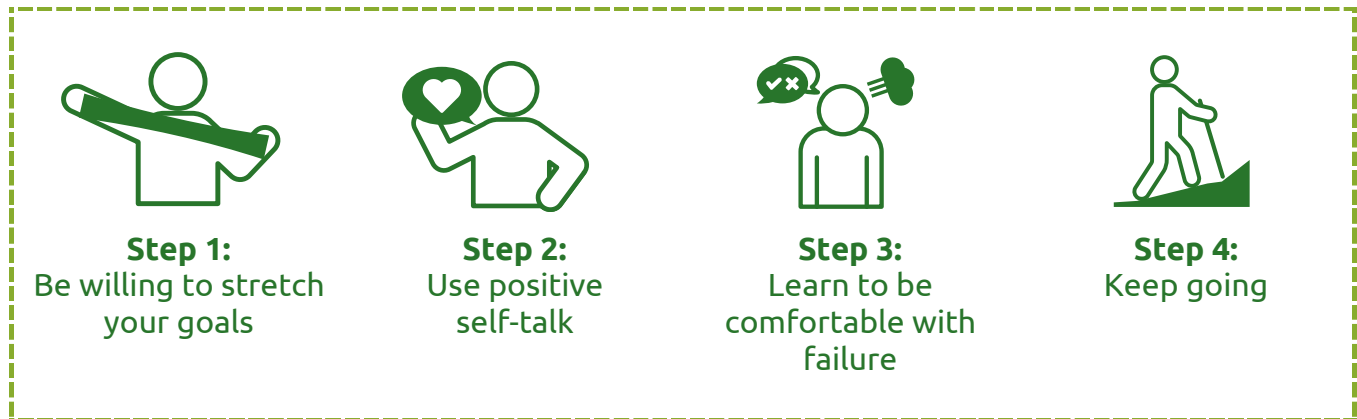 Step 1:
Be willing to stretch
your goals
Step 2:
Use positive
self-talk
Step 3:
Learn to be
comfortable with
failure
Step 4:
Keep going